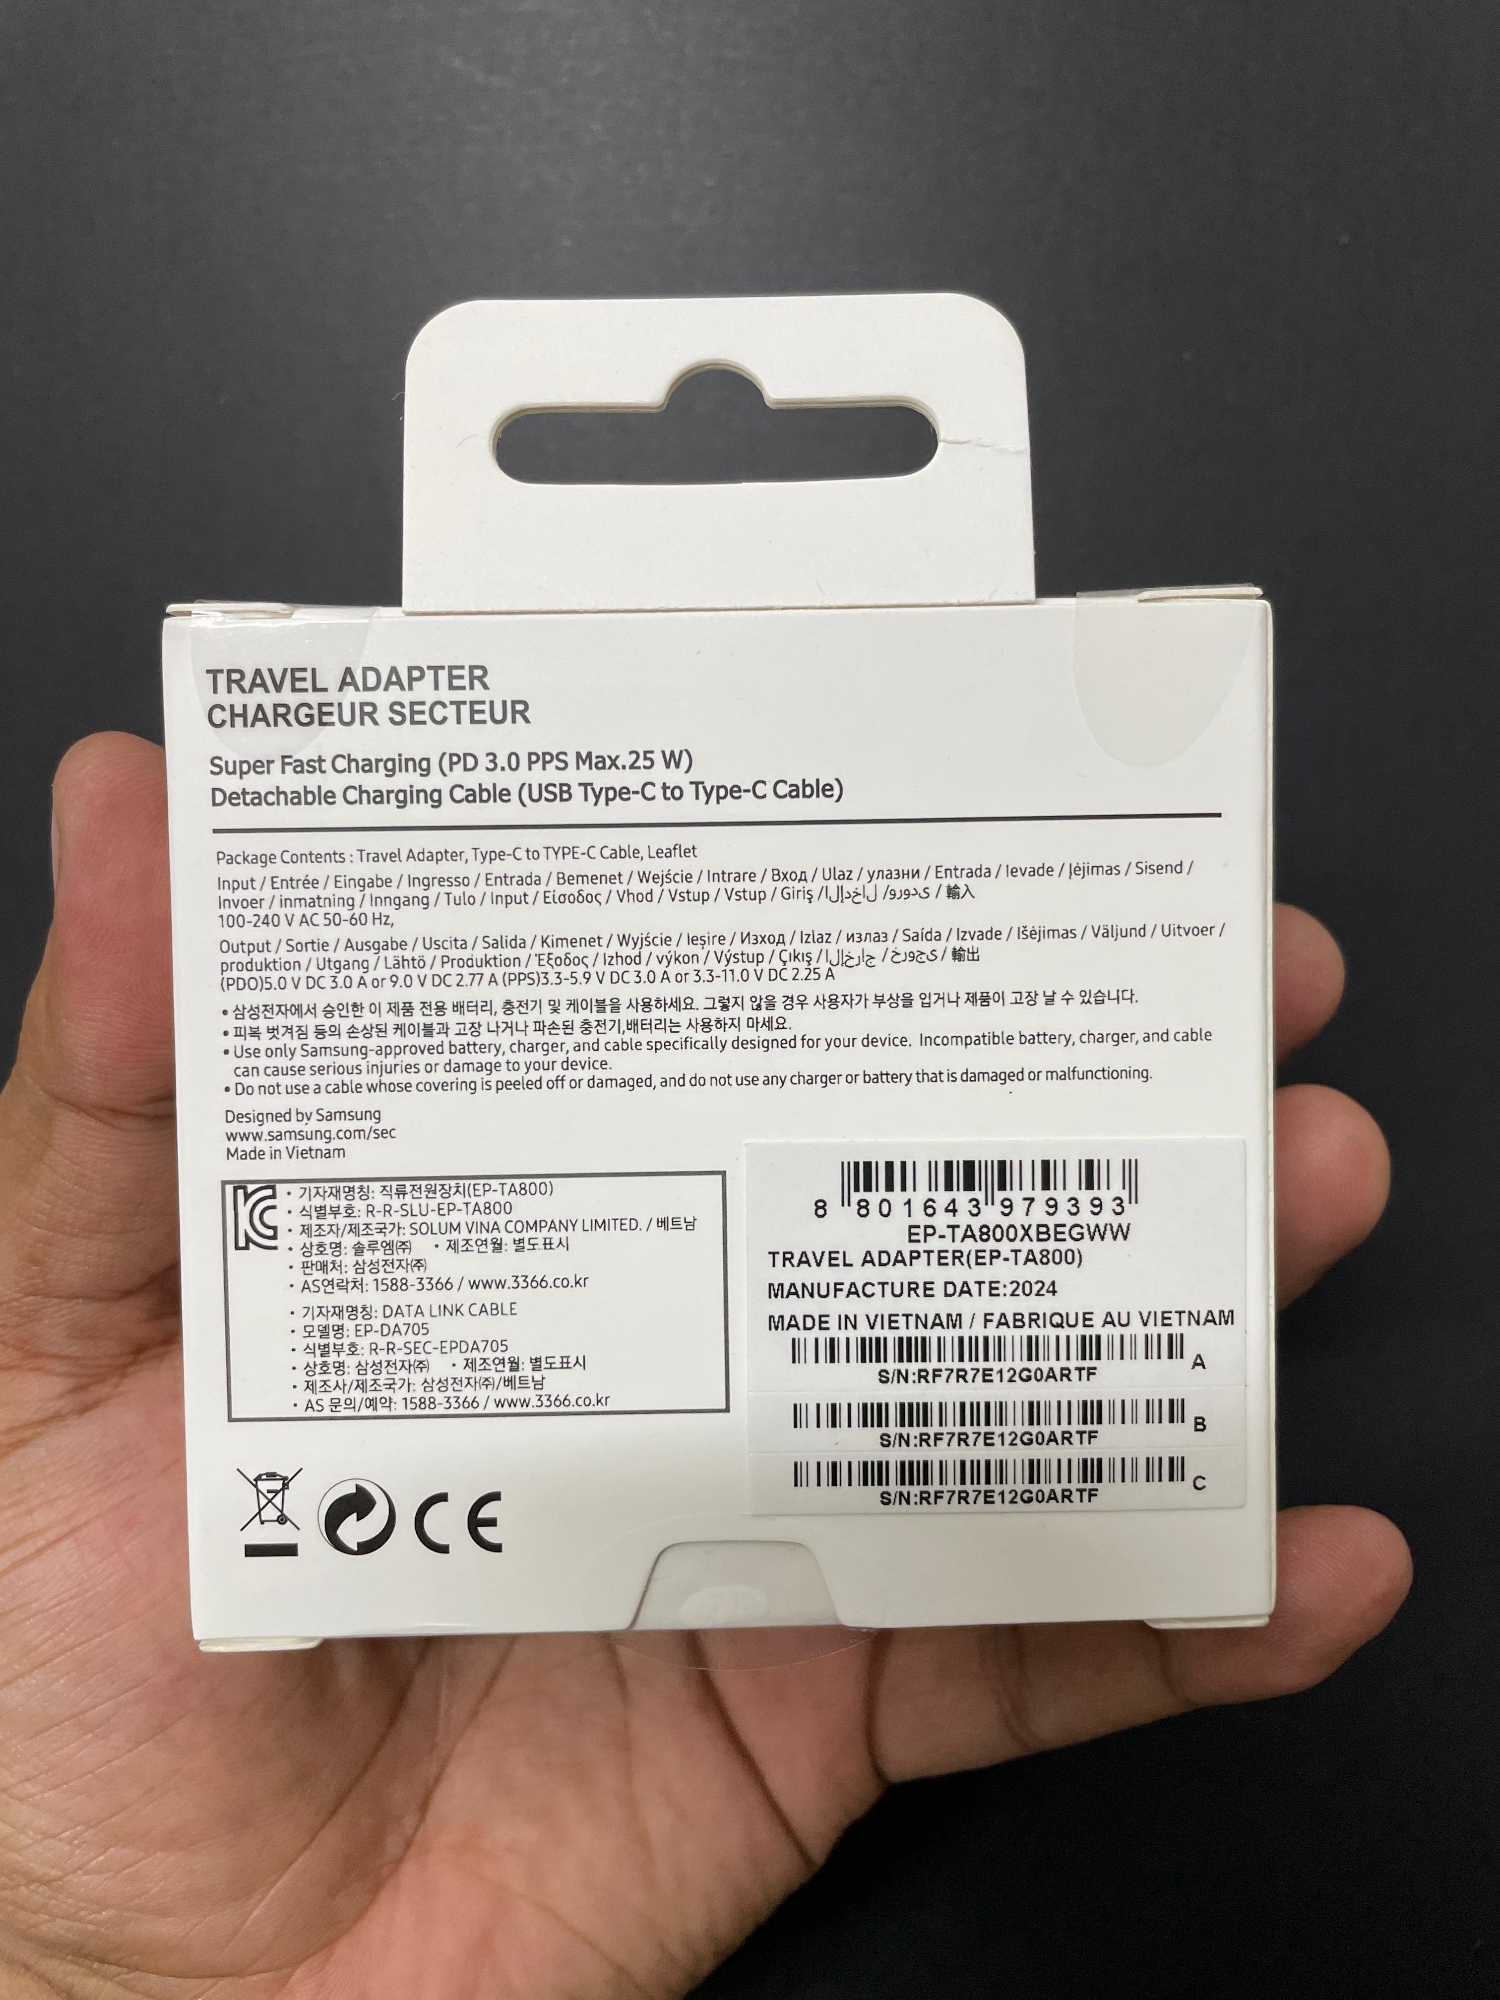 TRAVEL ADAPTER
CHARGEUR SECTEUR
Super Fast Charging (PD 3.0 PPS Max.25 W)
Detachable Charging Cable (USB Type-C to Type-C Cable)
Package Contents : Travel Adapter, Type-C to TYPE-C Cable, Leaflet
Input / Entrée / Eingabe / Ingresso / Entrada / Bemenet / Wejście / Intrare / Вход / Ulaz / улазни / Entrada / Ievade / Įėjimas / Sisend /
Invoer / inmatning / Inngang / Tulo / Input / Είσοδος / Vhod / Vstup / Vstup / Giriş / / / 輸入
100-240 V AC 50-60 Hz,
Output / Sortie / Ausgabe / Uscita / Salida / Kimenet / Wyjście / Ieșire / Изход / Izlaz / излаз / Saída / Izvade / Išėjimas / Väljund / Uitvoer /
produktion / Utgang / Lähtö / Produktion / Έξοδος / Izhod / výkon / Výstup / Çıkış / / / 輸出
(PDO)5.0 V DC 3.0 A or 9.0 V DC 2.77 A (PPS)3.3-5.9 V DC 3.0 A or 3.3-11.0 V DC 2.25 A
• 삼성전자에서 승인한 이 제품 전용 배터리, 충전기 및 케이블을 사용하세요. 그렇지 않을 경우 사용자가 부상을 입거나 제품이 고장 날 수 있습니다.
• 피복 벗겨짐 등의 손상된 케이블과 고장 나거나 파손된 충전기,배터리는 사용하지 마세요.
• Use only Samsung-approved battery, charger, and cable specifically designed for your device. Incompatible battery, charger, and cable
can cause serious injuries or damage to your device.
• Do not use a cable whose covering is peeled off or damaged, and do not use any charger or battery that is damaged or malfunctioning.
Designed by Samsung
www.samsung.com/sec
Made in Vietnam
• 기자재명칭: 직류전원장치(EP-TA800)
• 식별부호: R-R-SLU-EP-TA800
• 제조자/제조국가: SOLUM VINA COMPANY LIMITED. / 베트남
• 상호명: 솔루엠㈜ • 제조연월: 별도표시
• 판매처: 삼성전자㈜
• AS연락처: 1588-3366 / www.3366.co.kr
• 기자재명칭: DATA LINK CABLE
• 모델명: EP-DA705
• 식별부호: R-R-SEC-EPDA705
• 상호명: 삼성전자㈜ • 제조연월: 별도표시
• 제조사/제조국가: 삼성전자㈜/베트남
• AS 문의/예약: 1588-3366 / www.3366.co.kr
CE
8 801643 979393
EP-TA800XBEGWW
TRAVEL ADAPTER(EP-TA800)
MANUFACTURE DATE:2024
MADE IN VIETNAM / FABRIQUE AU VIETNAM
A
S/N:RF7R7E12G0ARTF
B
S/N:RF7R7E12G0ARTF
C
S/N:RF7R7E12G0ARTF